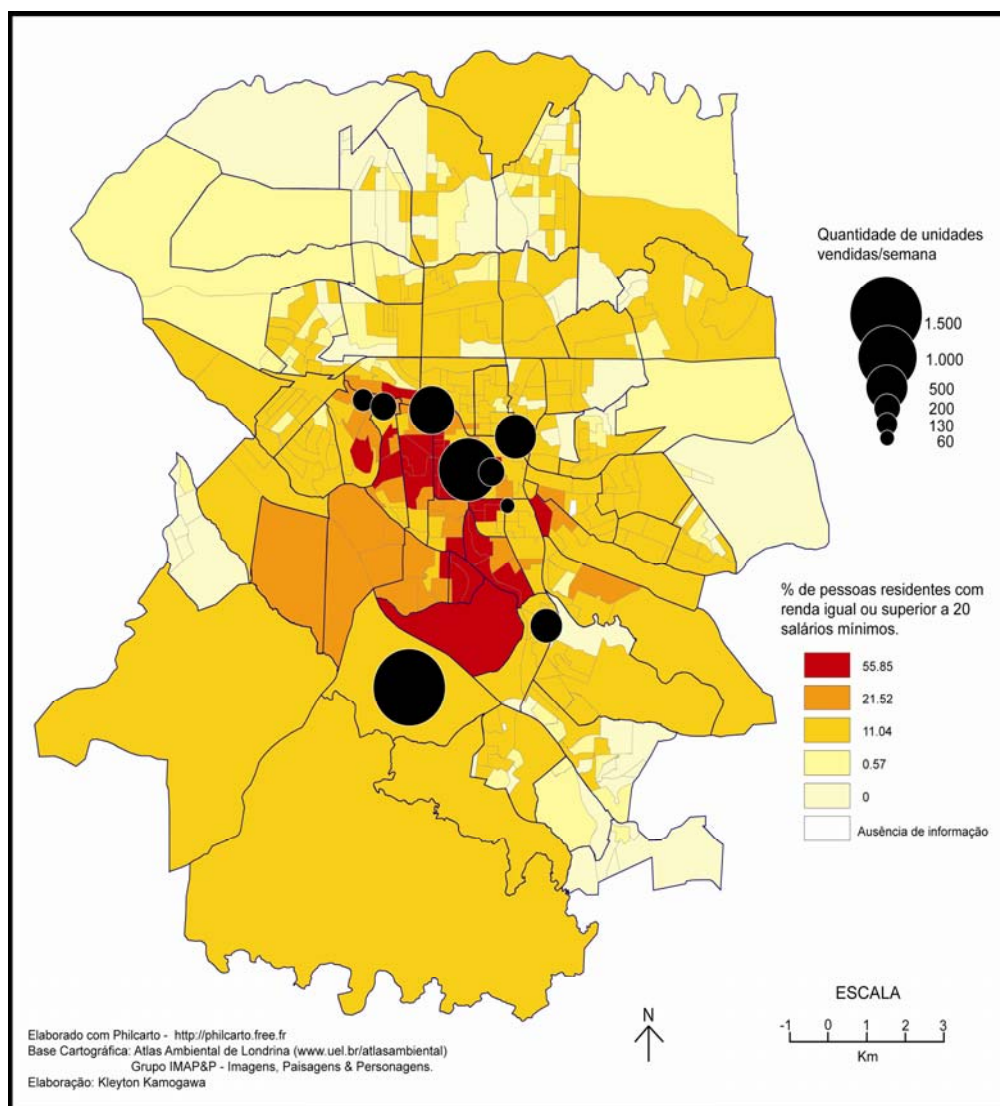 Quantidade de unidades
vendidas/semana
1.500
1.000
500
200
130
60
% de pessoas residentes com
renda igual ou superior a 20
salários mínimos.
55.85
21.52
11.04
0.57
0
Ausência de informação
ESCALA
-1 0 1 2 3
Km
N
Elaborado com Philcarto - http://philcarto.free.fr
Base Cartográfica: Atlas Ambiental de Londrina (www.uel.br/atlasambiental)
Grupo IMAP&P - Imagens, Paisagens & Personagens.
Elaboração: Kleyton Kamogawa